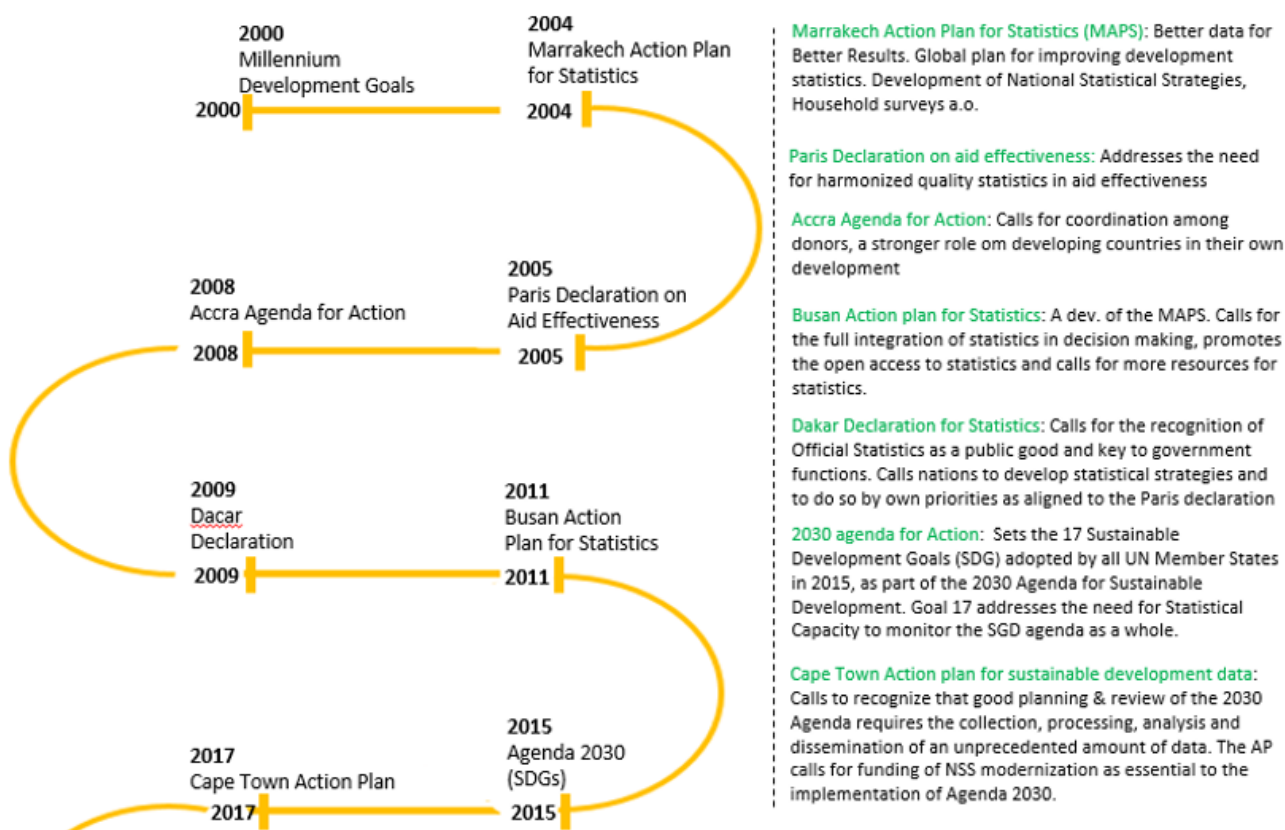 2000
Millennium
Development Goals
2000
2004
Marrakech Action Plan
for Statistics
2004
2008
Accra Agenda for Action
2008
2005
Paris Declaration on
Aid Effectiveness
2005
2009
Dacar
Declaration
2009
2011
Busan Action
Plan for Statistics
2011
2017
Cape Town Action Plan
2017
2015
Agenda 2030
(SDGs)
2015
Marrakech Action Plan for Statistics (MAPS): Better data for
Better Results. Global plan for improving development
statistics. Development of National Statistical Strategies,
Household surveys a.o.
Paris Declaration on aid effectiveness: Addresses the need
for harmonized quality statistics in aid effectiveness
Accra Agenda for Action: Calls for coordination among
donors, a stronger role om developing countries in their own
development
Busan Action plan for Statistics: A dev. of the MAPS. Calls for
the full integration of statistics in decision making, promotes
the open access to statistics and calls for more resources for
statistics.
Dakar Declaration for Statistics: Calls for the recognition of
Official Statistics as a public good and key to government
functions. Calls nations to develop statistical strategies and
to do so by own priorities as aligned to the Paris declaration
2030 agenda for Action: Sets the 17 Sustainable
Development Goals (SDG) adopted by all UN Member States
in 2015, as part of the 2030 Agenda for Sustainable
Development. Goal 17 addresses the need for Statistical
Capacity to monitor the SGD agenda as a whole.
Cape Town Action plan for sustainable development data:
Calls to recognize that good planning & review of the 2030
Agenda requires the collection, processing, analysis and
dissemination of an unprecedented amount of data. The AP
calls for funding of NSS modernization as essential to the
implementation of Agenda 2030.